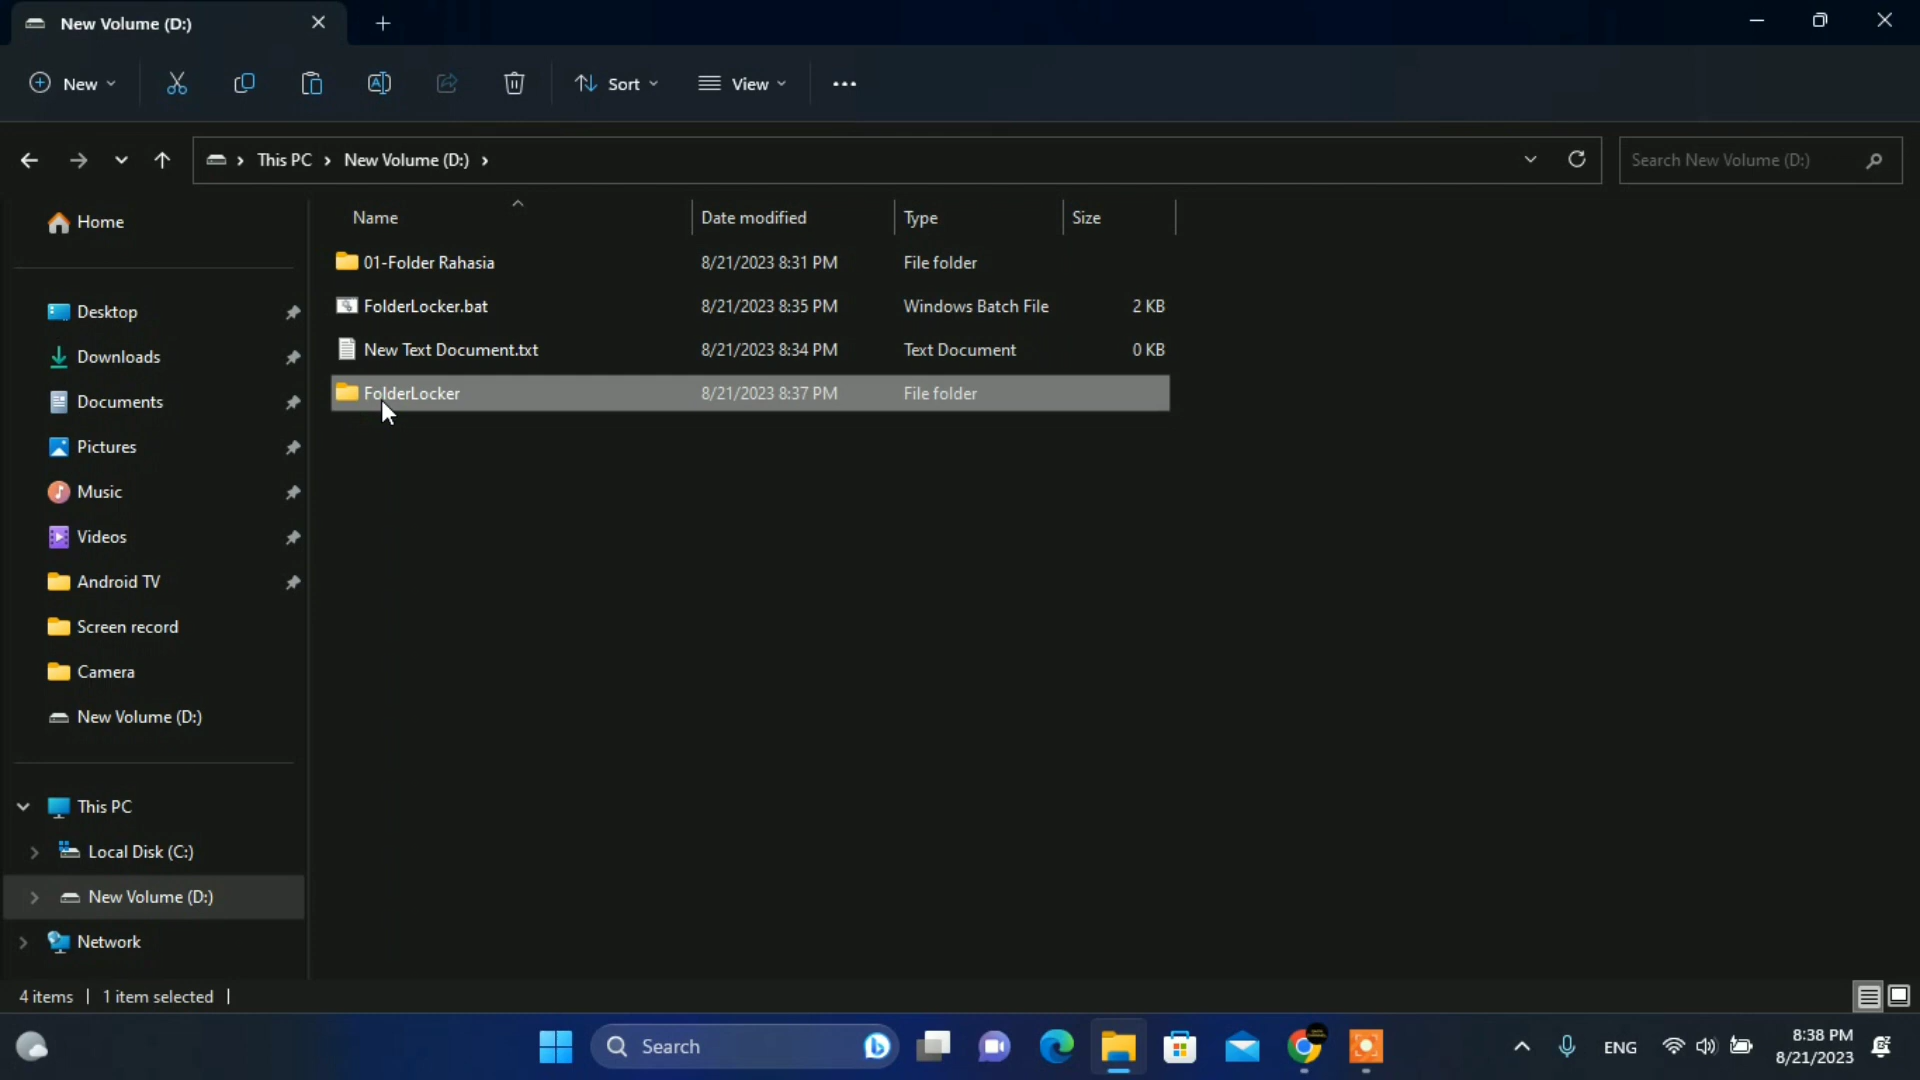 New Volume (D:)
New
Sort
View
This PC
New Volume (D:)
Search New Volume (D:)
Home
Desktop
Downloads
Documents
Pictures
Music
Videos
Android TV
Screen record
Camera
New Volume (D:)
This PC
Local Disk (C:)
New Volume (D:)
Network
Name Date modified Type Size
01-Folder Rahasia 8/21/2023 8:31 PM File folder
FolderLocker.bat 8/21/2023 8:35 PM Windows Batch File 2 KB
New Text Document.txt 8/21/2023 8:34 PM Text Document 0 KB
FolderLocker 8/21/2023 8:37 PM File folder
4 items 1 item selected
Search
ENG
8:38 PM
8/21/2023